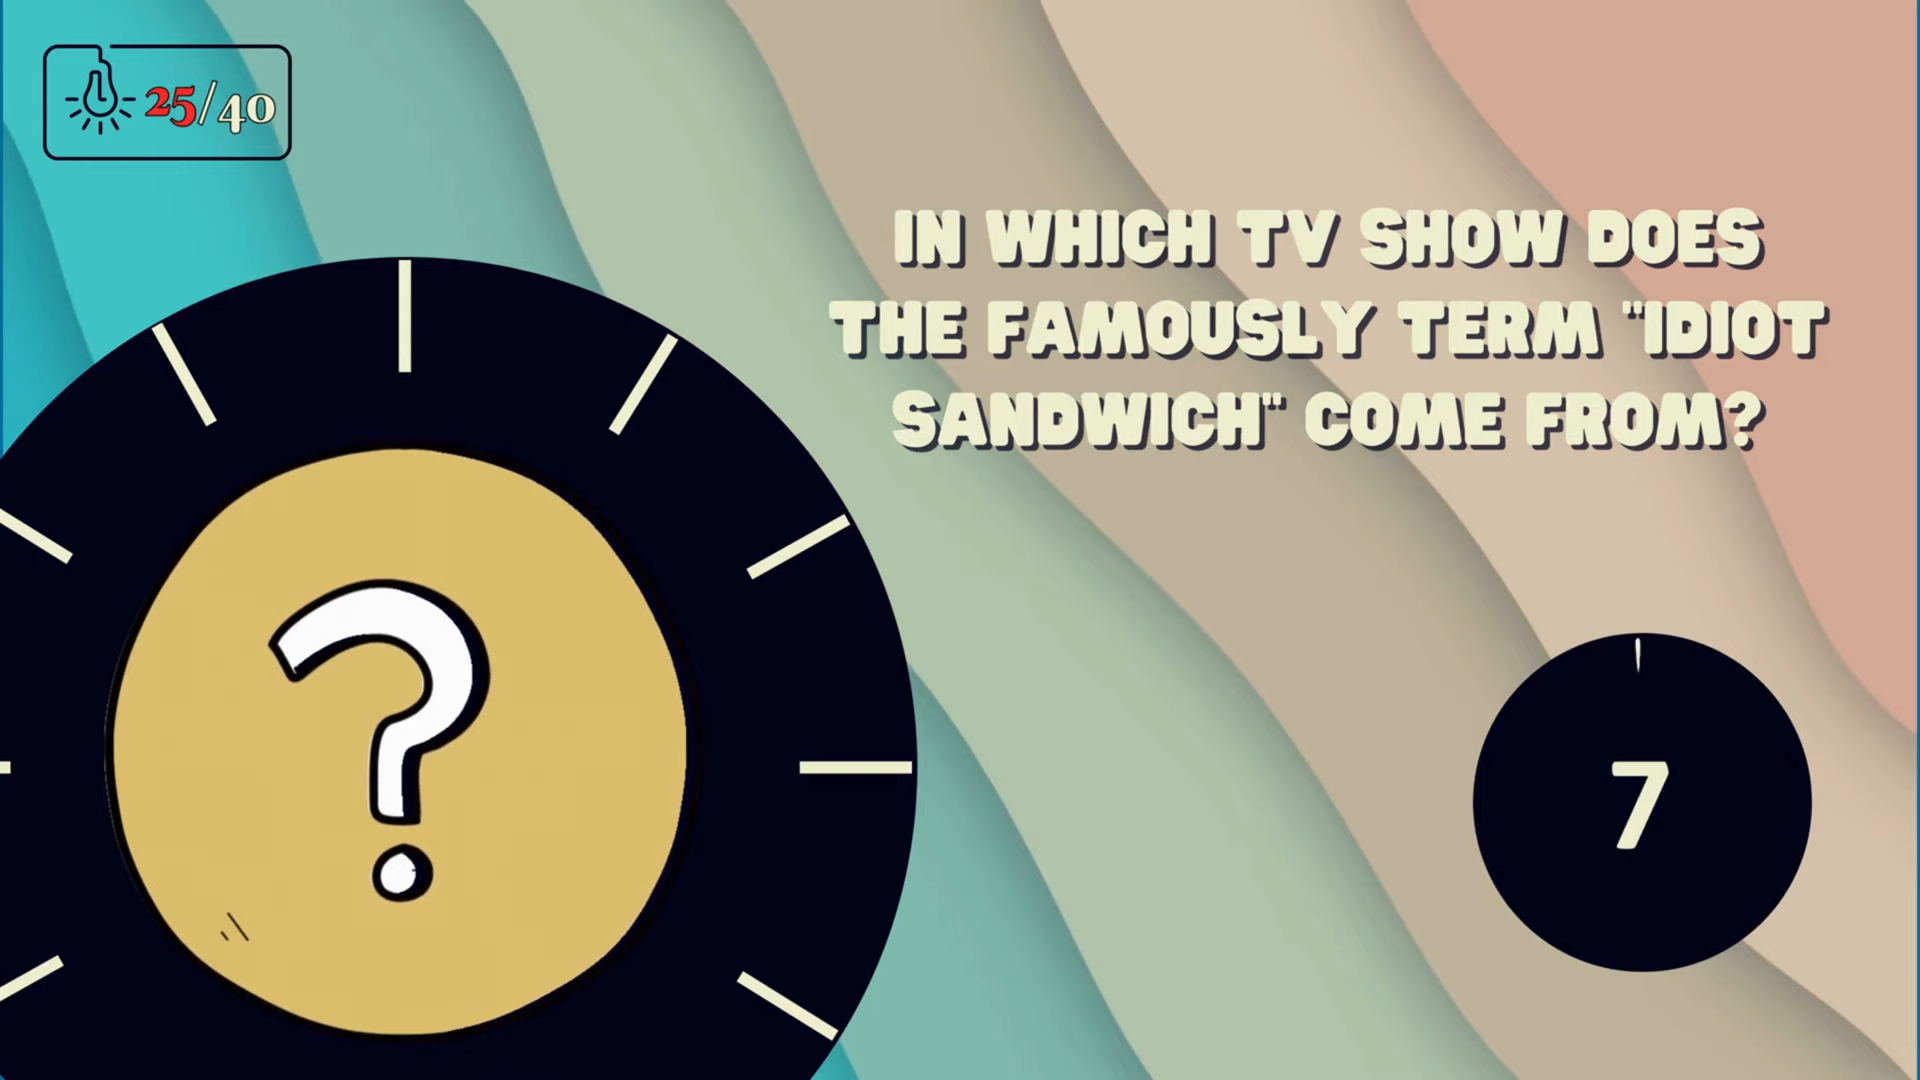 25/40
IN WHICH TV SHOW DOES
THE FAMOUSLY TERM "IDIOT
SANDWICH" COME FROM?
?
7